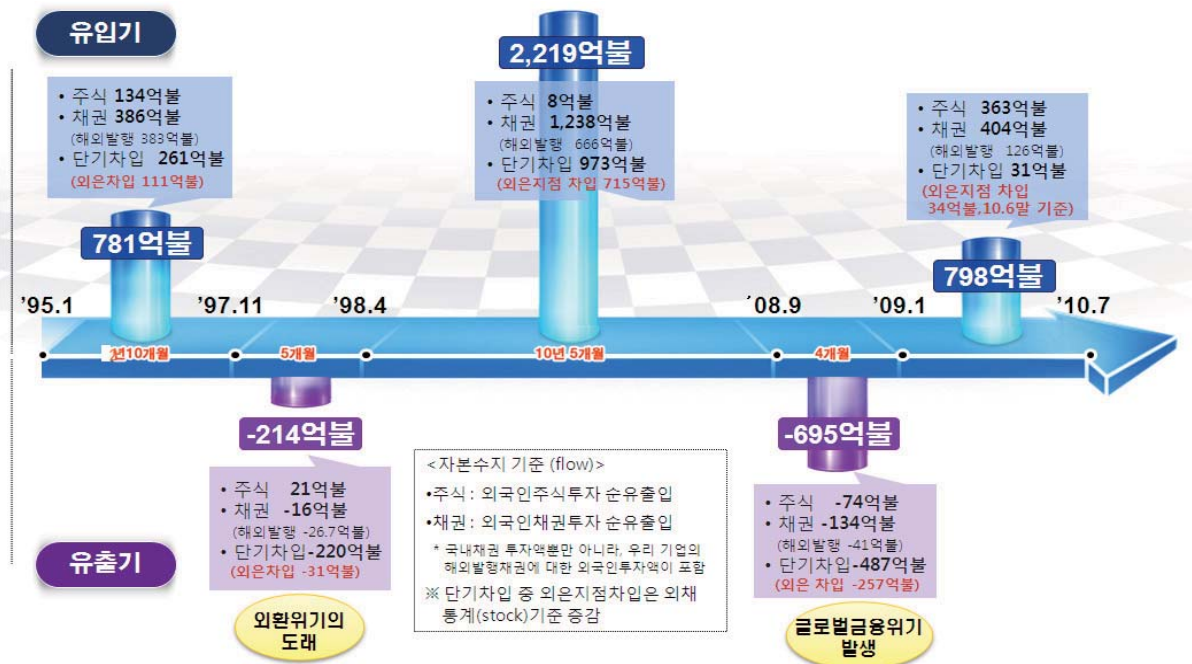 유입기
2,219억불
• 주식 134억불
• 채권 386억불
(해외발행 383억불)
• 단기차입 261억불
(외은차입 111억불)
• 주식 8억불
• 채권 1,238억불
(해외발행 666억불)
• 단기차입 973억불
(외은지점 차입 715억불)
• 주식 363억불
• 채권 404억불
(해외발행 126억불)
• 단기차입 31억불
(외은지점 차입
34억불,10.6말 기준)
781억불
798억불
’95.1 ’97.11 ’98.4 ’08.9 ’09.1 ’10.7
년10개월 5개월 10년 5개월 4개월
-214억불
-695억불
• 주식 21억불
• 채권 -16억불
(해외발행 -26.7억불)
• 단기차입-220억불
(외은차입 -31억불)
<자본수지 기준 (flow)>
•주식 : 외국인주식투자 순유출입
•채권 : 외국인채권투자 순유출입
* 국내채권 투자액뿐만 아니라, 우리 기업의
해외발행채권에 대한 외국인투자액이 포함
※ 단기차입 중 외은지점차입은 외채
통계(stock)기준 증감
• 주식 -74억불
• 채권 -134억불
(해외발행 -41억불)
• 단기차입-487억불
(외은 차입 -257억불)
유출기
외환위기의
도래
글로벌금융위기
발생